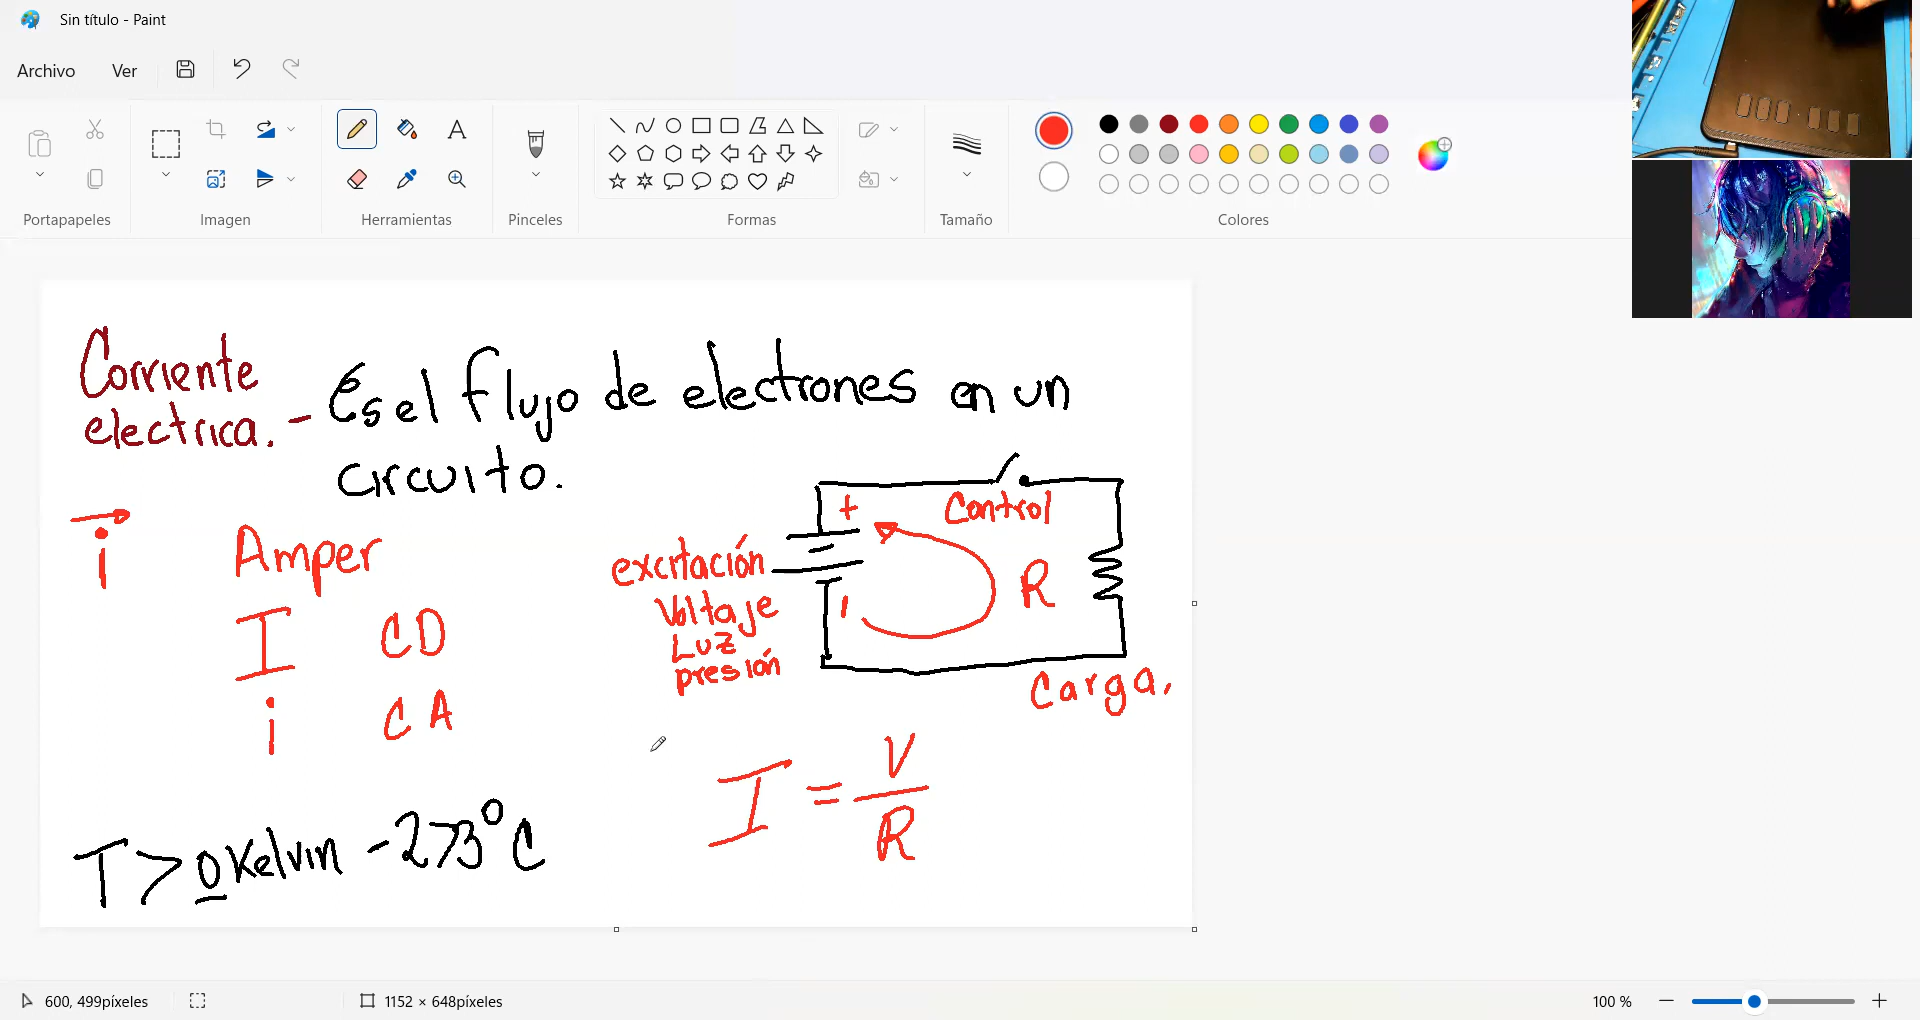 Sin título - Paint
Archivo
Ver
Portapapeles
Imagen
Herramientas
Pinceles
Formas
Tamaño
Colores
Corriente
electrica. - Es el flujo de electrones en un
circuito.
i
Amper
I CD
i CA
T > 0 Kelvin -273°C
+
Control
excitación
Voltaje
Luz
presión
R
Carga.
I = V
R
600, 499píxeles
1152 × 648píxeles
100 %